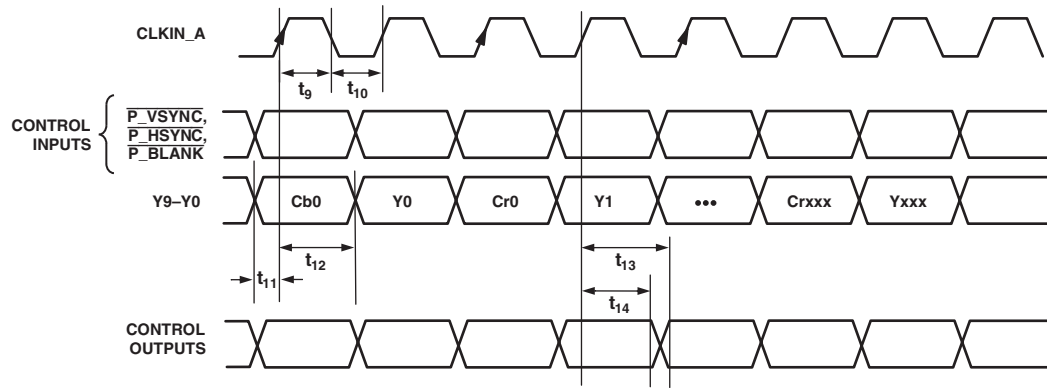 CLKIN_A
t9
t10
CONTROL
INPUTS
P_VSYNC,
P_HSYNC,
P_BLANK
Y9–Y0
Cb0
Y0
Cr0
Y1
•••
Crxxx
Yxxx
t12
t11
t13
t14
CONTROL
OUTPUTS